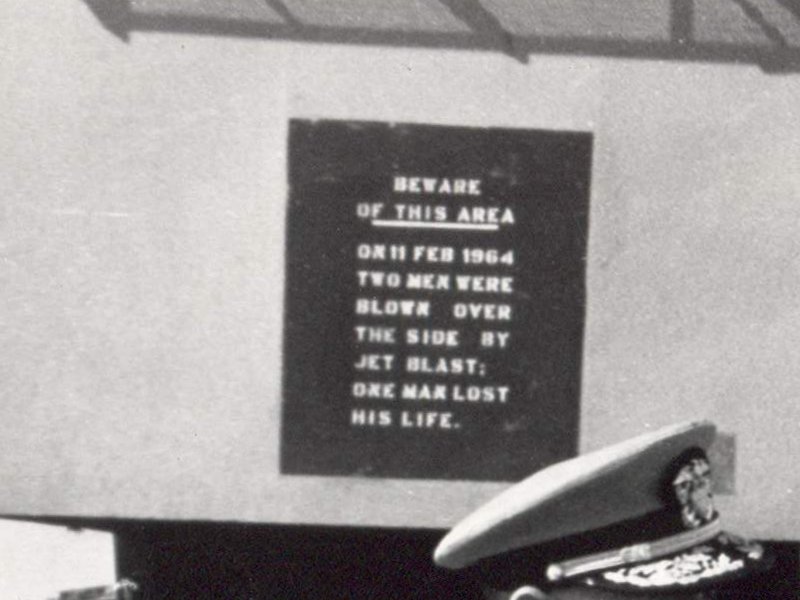 BEWARE
OF THIS AREA
ON 11 FEB 1964
TWO MEN WERE
BLOWN OVER
THE SIDE BY
JET BLAST;
ONE MAN LOST
HIS LIFE.